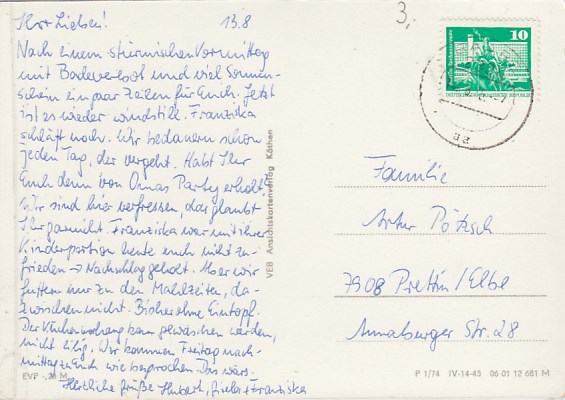 Ihr Lieben! 13.8
Nach einem stürmischen Vormittag
mit Badeverbot und viel Sonnen-
schein ein paar Zeilen für Euch. Jetzt
ist es wieder windstill. Franziska
schläft noch. Wir bedauern schon
jeden Tag, der vergeht. Habt Ihr
Euch denn von Omas Party erholt?
Wir sind hier verfressen, das glaubt
Ihr garnicht. Franziska war mit ihrer
Kinderportion heute auch nicht zu-
frieden → Nachschlag geholt. Aber wir
futtern nur zu den Mahlzeiten, da-
zwischen nicht. Bisher ohne Eintopf.
Der Küchenvorhang kann gewaschen werden,
nicht eilig. Wir kommen Freitag nach-
mittag zu Euch wie besprochen. Das wärs.
Herzliche Grüße Hubert, + Franziska
EVP -,20 M
VEB Ansichtskartenverlag Köthen
3,-
10
DEUTSCHE DEMOKRATISCHE REPUBLIK
Familie
Artur Pötzsch
7908 Prettin/Elbe
Annaburger Str. 28
P 1/74 IV-14-45 06 01 12 681 M